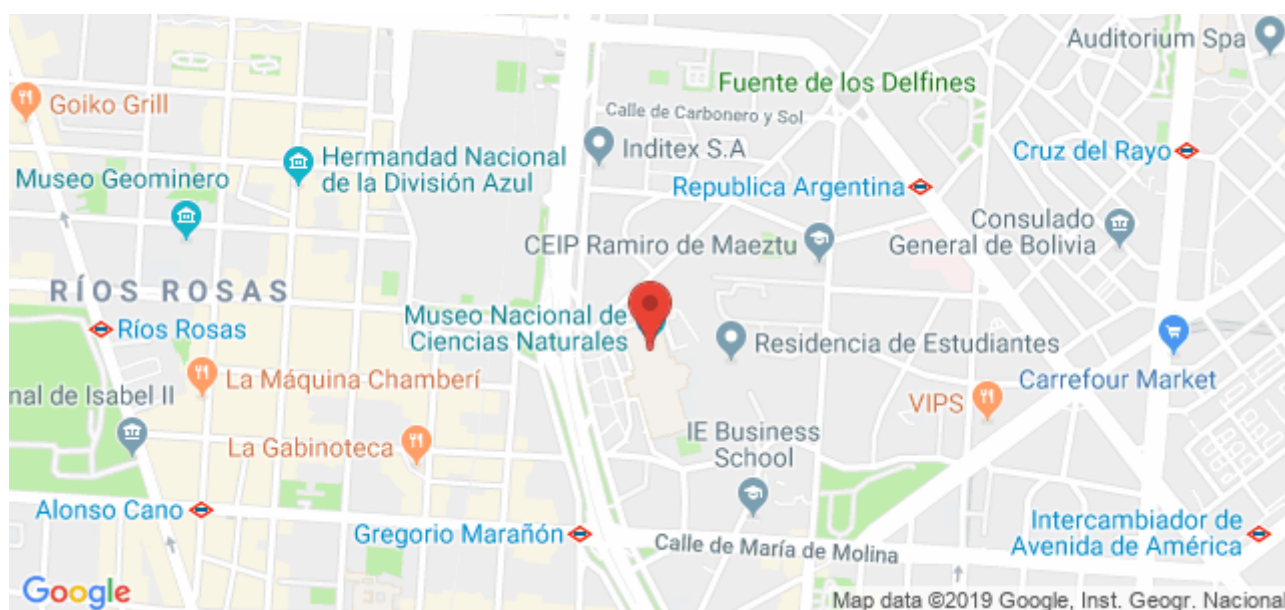 Auditorium Spa
Fuente de los Delfines
Goiko Grill
Calle de Carbonero y Sol
Inditex S.A
Cruz del Rayo
Hermandad Nacional
de la División Azul
Museo Geominero
Republica Argentina
Consulado
General de Bolivia
CEIP Ramiro de Maeztu
RÍOS ROSAS
Museo Nacional de
Ciencias Naturales
Ríos Rosas
Residencia de Estudiantes
La Máquina Chamberí
Carrefour Market
nal de Isabel II
VIPS
La Gabinoteca
IE Business
School
Alonso Cano
Gregorio Marañón
Calle de María de Molina
Intercambiador de
Avenida de América
Google
Map data ©2019 Google, Inst. Geogr. Naciona